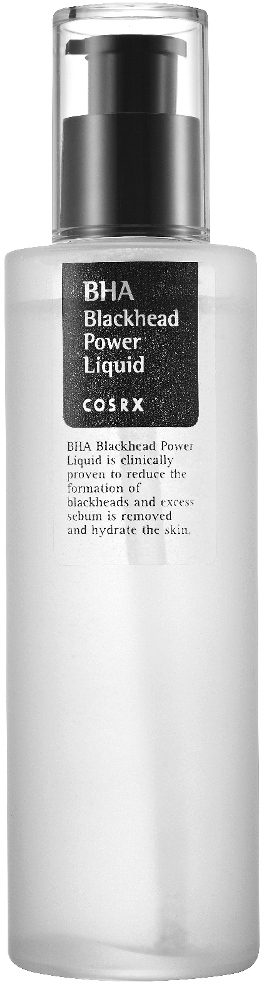 BHA
Blackhead
Power
Liquid
COSRX
BHA Blackhead Power
Liquid is clinically
proven to reduce the
formation of
blackheads and excess
sebum is removed
and hydrate the skin.